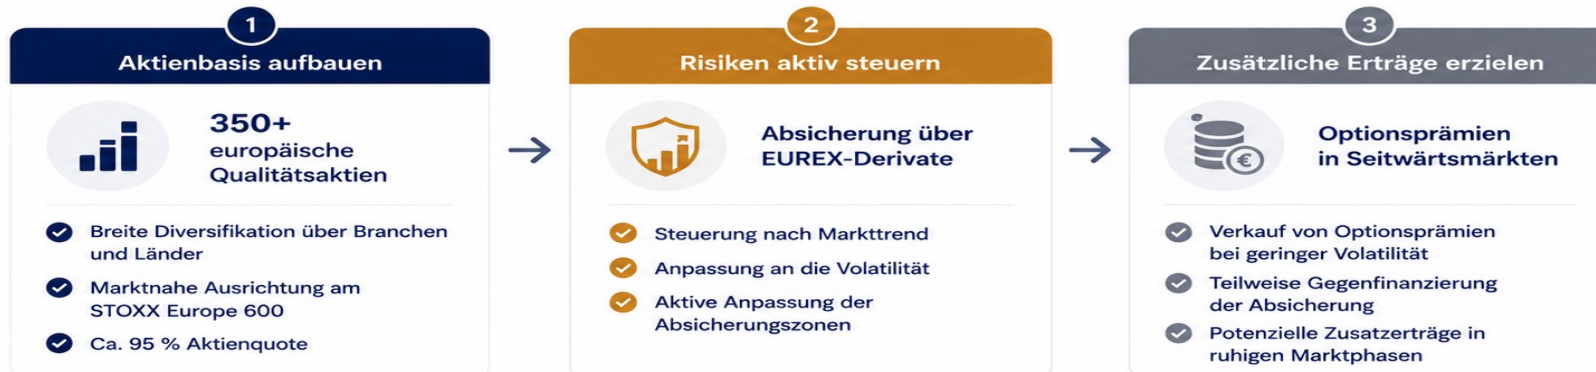 1
Aktienbasis aufbauen
350+
europäische
Qualitätsaktien
Breite Diversifikation über Branchen
und Länder
Marktnahe Ausrichtung am
STOXX Europe 600
Ca. 95 % Aktienquote
2
Risiken aktiv steuern
Absicherung über
EUREX-Derivate
Steuerung nach Markttrend
Anpassung an die Volatilität
Aktive Anpassung der
Absicherungszonen
3
Zusätzliche Erträge erzielen
€
Optionsprämien
in Seitwärtsmärkten
Verkauf von Optionsprämien
bei geringer Volatilität
Teilweise Gegenfinanzierung
der Absicherung
Potenzielle Zusatzerträge in
ruhigen Marktphasen